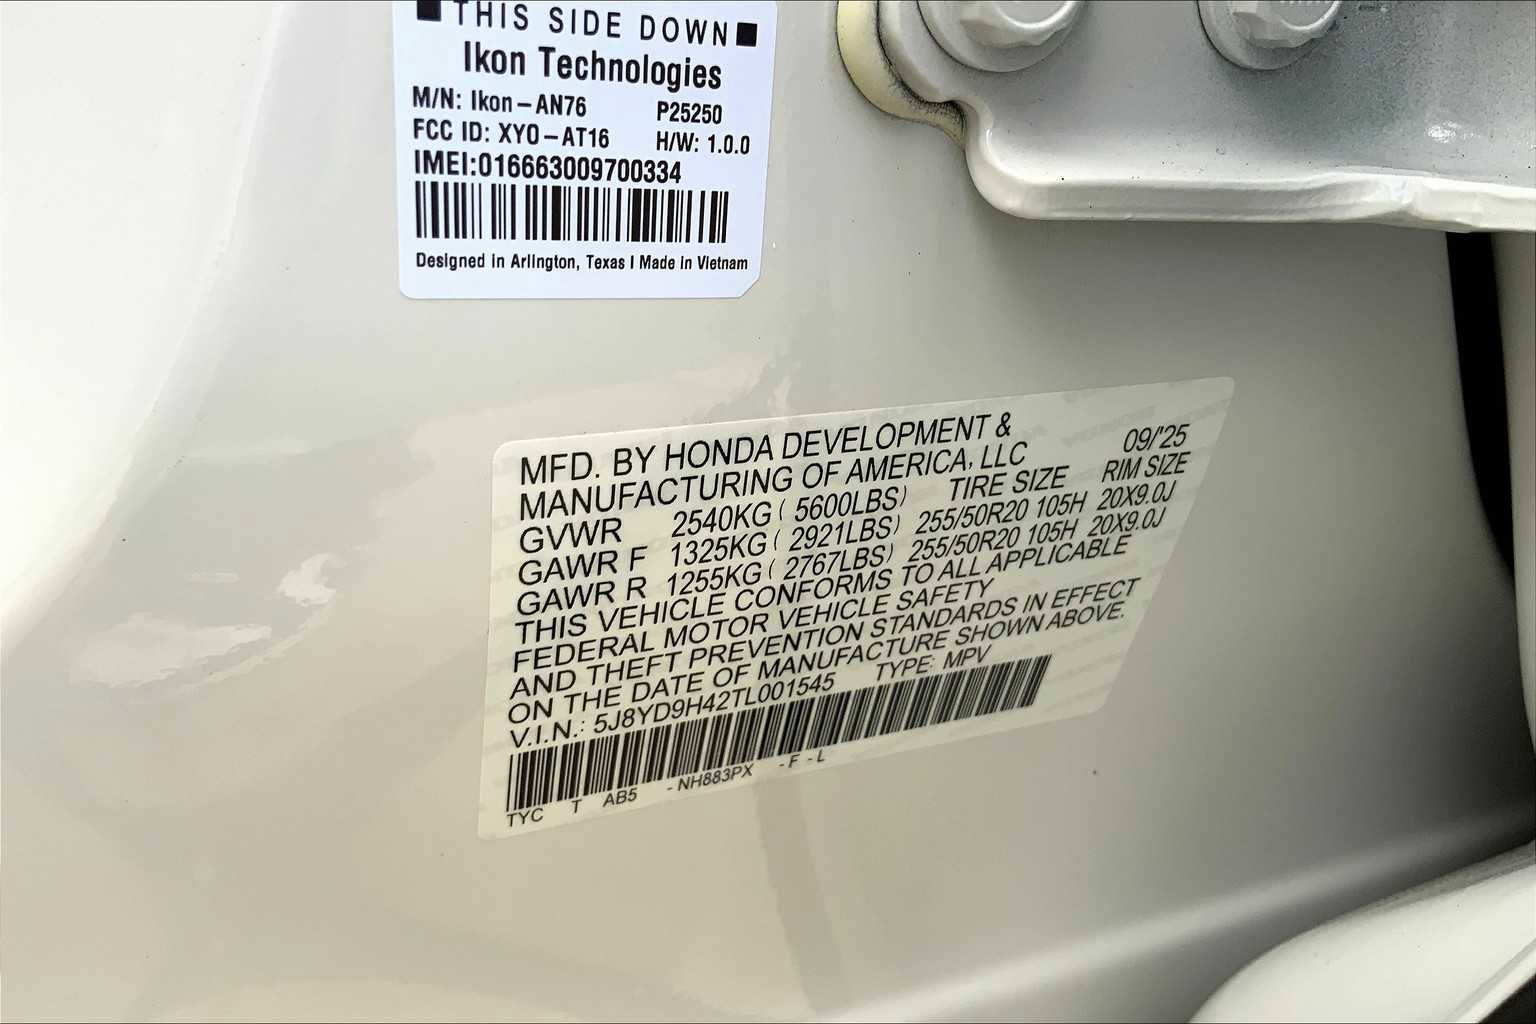 THIS SIDE DOWN
Ikon Technologies
M/N: Ikon-AN76 P25250
FCC ID: XYO-AT16 H/W: 1.0.0
IMEI:016663009700334
Designed in Arlington, Texas I Made in Vietnam
MFD. BY HONDA DEVELOPMENT &
MANUFACTURING OF AMERICA, LLC 09/'25
GVWR 2540KG ( 5600LBS) TIRE SIZE RIM SIZE
GAWR F 1325KG ( 2921LBS) 255/50R20 105H 20X9.0J
GAWR R 1255KG ( 2767LBS) 255/50R20 105H 20X9.0J
THIS VEHICLE CONFORMS TO ALL APPLICABLE
FEDERAL MOTOR VEHICLE SAFETY
AND THEFT PREVENTION STANDARDS IN EFFECT
ON THE DATE OF MANUFACTURE SHOWN ABOVE.
V.I.N.: 5J8YD9H42TL001545 TYPE: MPV
TYC T AB5 -NH883PX -F-L